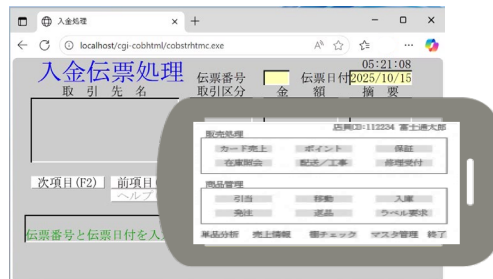 入金処理
localhost/cgi-cobhtml/cobstrhtmc.exe
05:21:08
入金伝票処理 伝票番号 伝票日付 2025/10/15
取引先名 取引区分 金額 摘要
次項目(F2) 前項目(
ヘルプ
伝票番号と伝票日付を入
店員ID:112234 富士通太郎
販売処理
カード売上 ポイント 保証
在庫照会 配送/工事 修理受付
商品管理
引当 移動 入庫
発注 返品 ラベル要求
単品分析 売上情報 棚チェック マスタ管理 終了